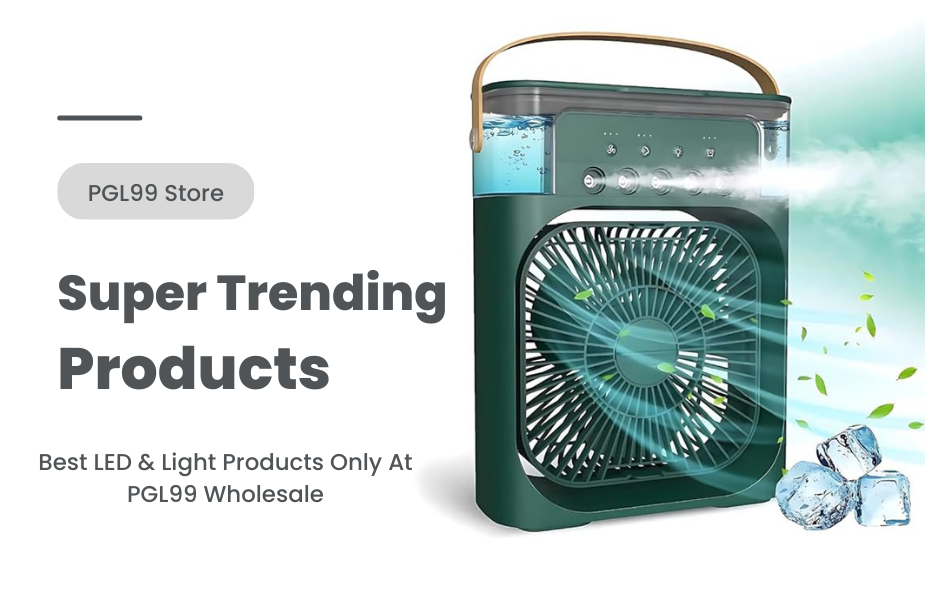 PGL99 Store
Super Trending
Products
Best LED & Light Products Only At
PGL99 Wholesale